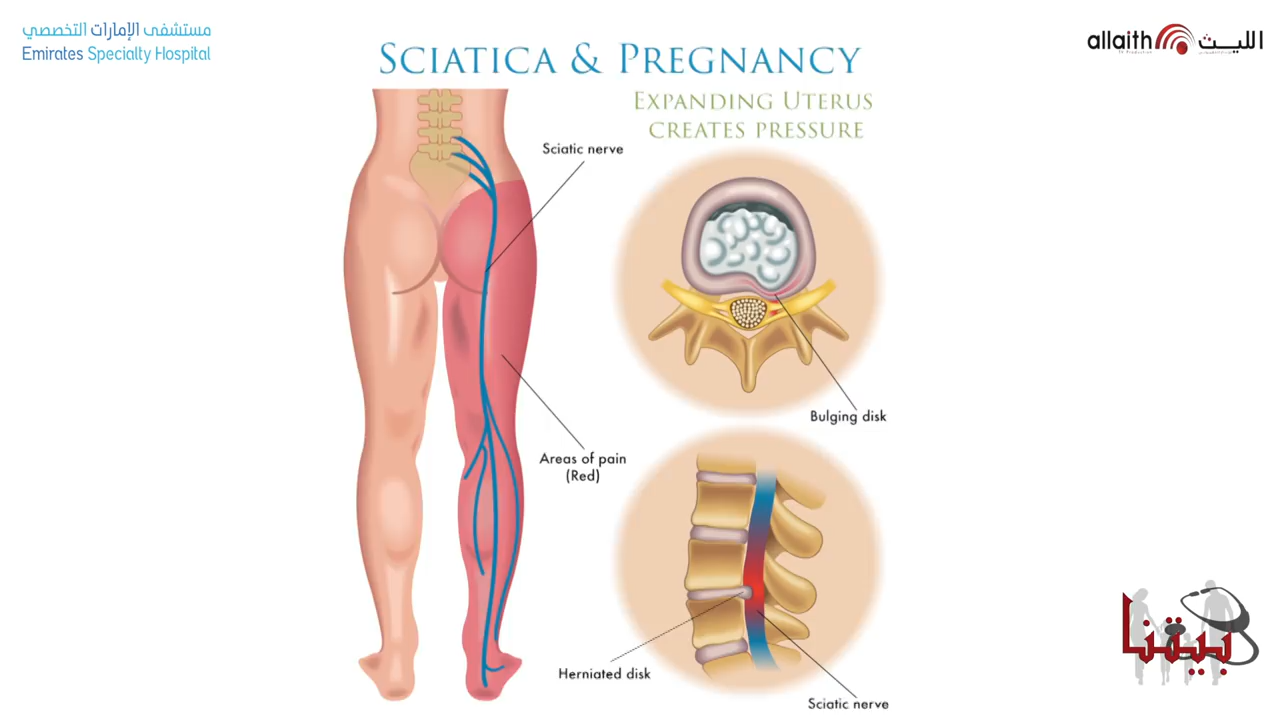 مستشفى الإمارات التخصصي
Emirates Specialty Hospital
allaith الليث
SCIATICA & PREGNANCY
EXPANDING UTERUS
CREATES PRESSURE
Sciatic nerve
Bulging disk
Areas of pain
(Red)
Herniated disk
Sciatic nerve
بيتنا